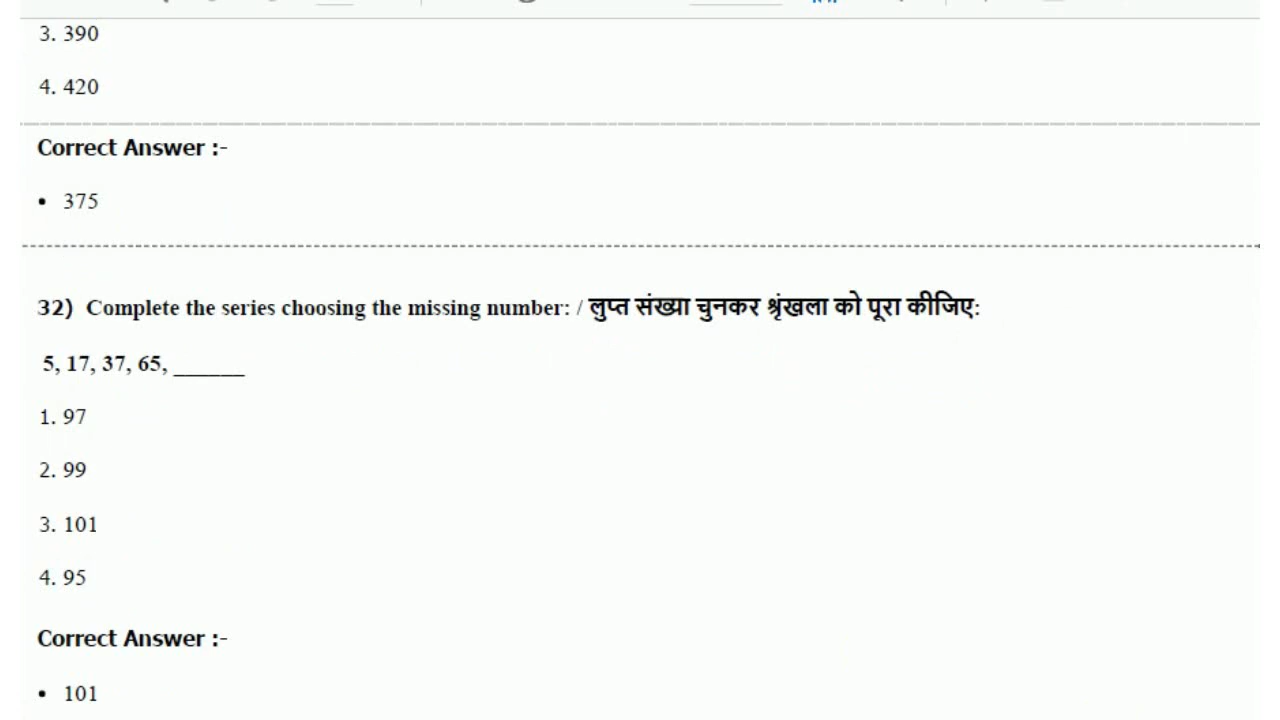 3. 390
4. 420
Correct Answer :-
• 375
32) Complete the series choosing the missing number: / लुप्त संख्या चुनकर श्रृंखला को पूरा कीजिए:
5, 17, 37, 65, ______
1. 97
2. 99
3. 101
4. 95
Correct Answer :-
• 101